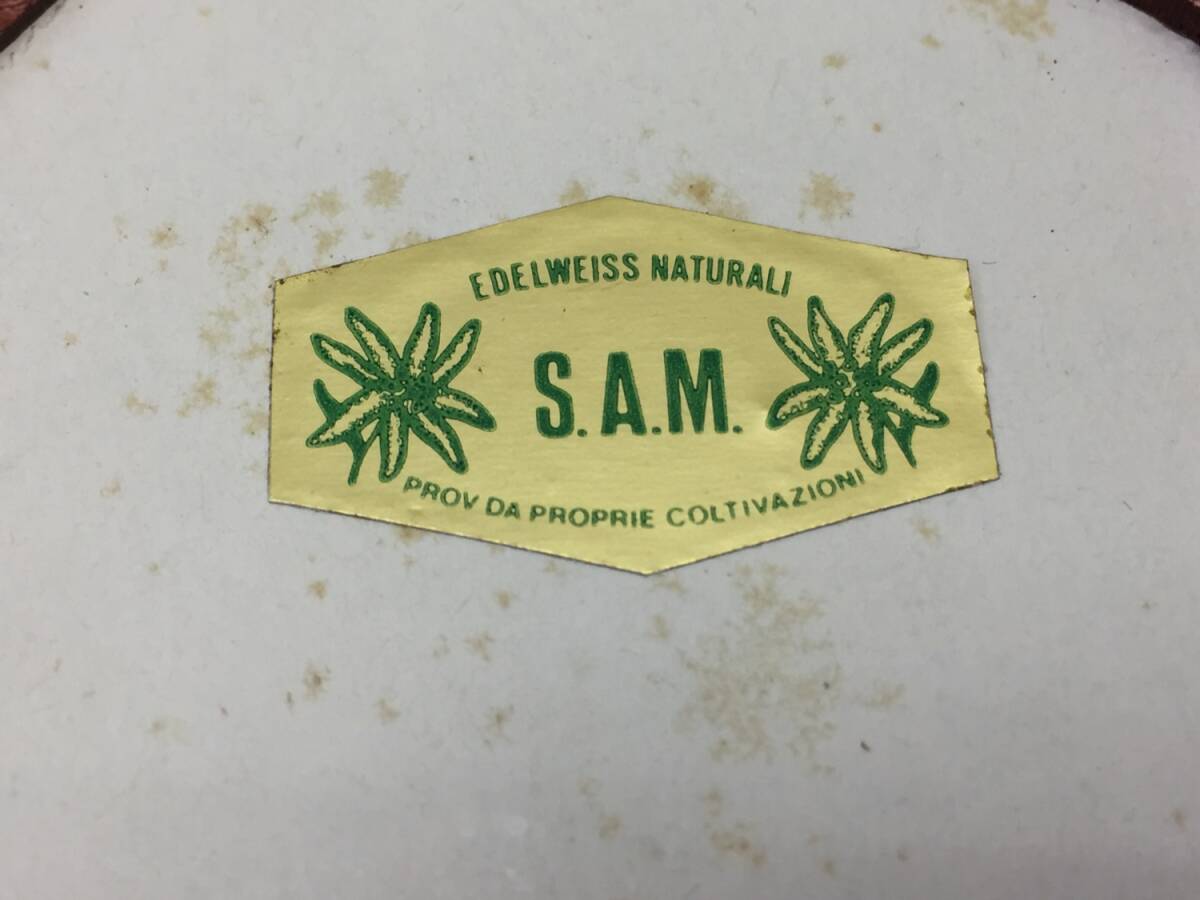 EDELWEISS NATURALI
S.A.M.
PROV DA PROPRIE COLTIVAZIONI